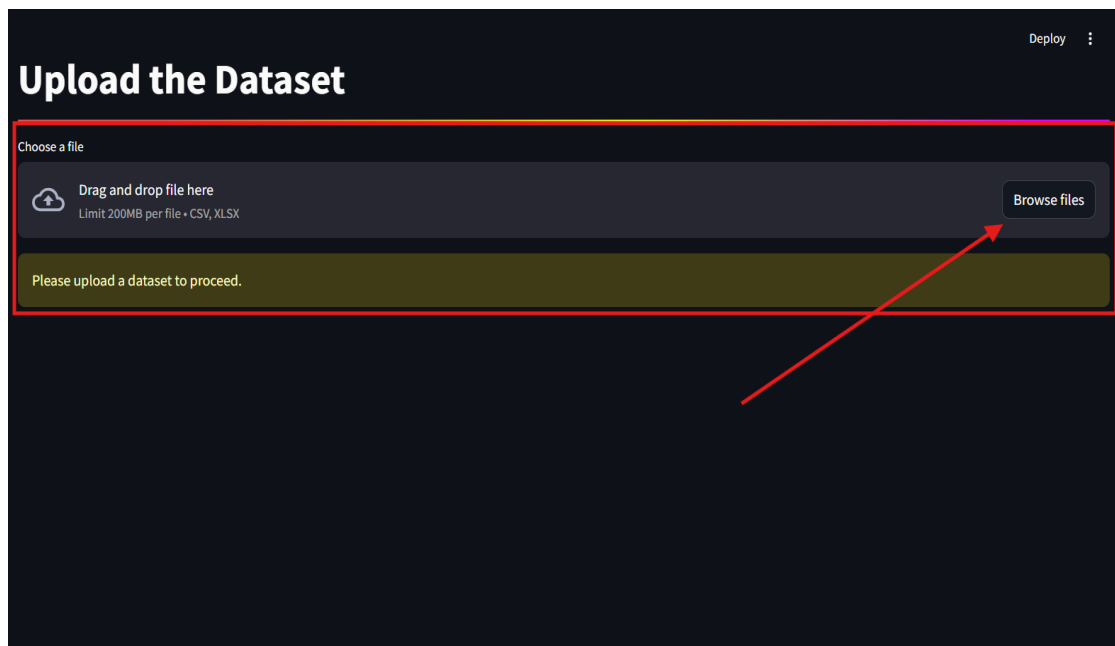 Deploy
Upload the Dataset
Choose a file
Drag and drop file here
Limit 200MB per file • CSV, XLSX
Browse files
Please upload a dataset to proceed.